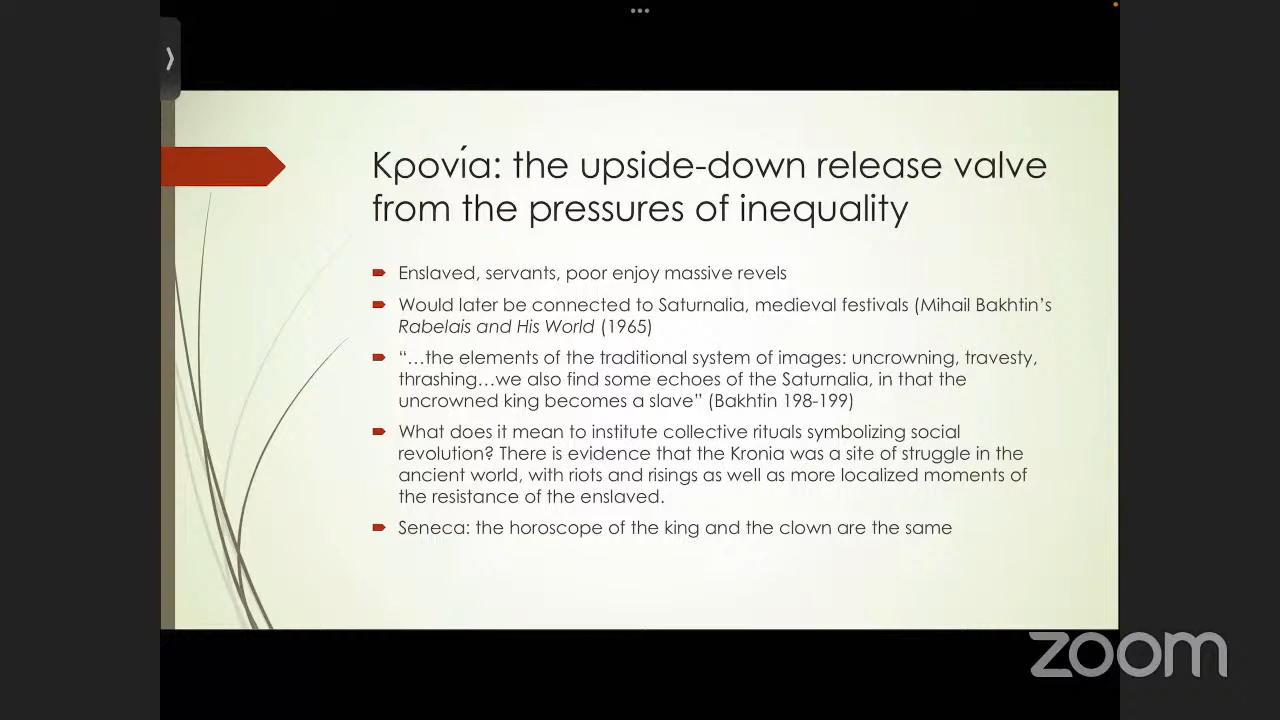 Κρονία: the upside-down release valve
from the pressures of inequality
Enslaved, servants, poor enjoy massive revels
Would later be connected to Saturnalia, medieval festivals (Mihail Bakhtin’s
Rabelais and His World (1965)
“…the elements of the traditional system of images: uncrowning, travesty,
thrashing…we also find some echoes of the Saturnalia, in that the
uncrowned king becomes a slave” (Bakhtin 198-199)
What does it mean to institute collective rituals symbolizing social
revolution? There is evidence that the Kronia was a site of struggle in the
ancient world, with riots and risings as well as more localized moments of
the resistance of the enslaved.
Seneca: the horoscope of the king and the clown are the same
zoom